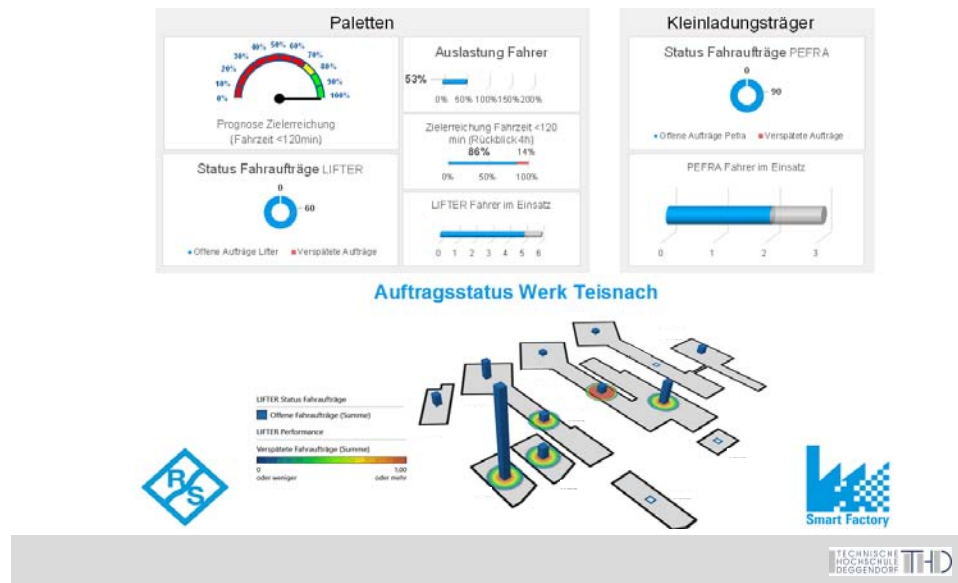 Paletten
0%
10%
20%
30%
40%
50%
60%
70%
80%
90%
100%
Prognose Zielerreichung
(Fahrzeit <120min)
Status Fahraufträge LIFTER
0
60
Offene Aufträge Lifter
Verspätete Aufträge
Auslastung Fahrer
53%
0% 50% 100%150%200%
Zielerreichung Fahrzeit <120
min (Rückblick 4h)
86% 14%
0% 50% 100%
LIFTER Fahrer im Einsatz
0 1 2 3 4 5 6
Kleinladungsträger
Status Fahraufträge PEFRA
0
90
Offene Aufträge Pefra
Verspätete Aufträge
PEFRA Fahrer im Einsatz
0 1 2 3
Auftragsstatus Werk Teisnach
LIFTER Status Fahraufträge
Offene Fahraufträge (Summe)
LIFTER Performance
Verspätete Fahraufträge (Summe)
0 1,00
oder weniger oder mehr
R S
Smart Factory
TECHNISCHE
HOCHSCHULE
DEGGENDORF
THD